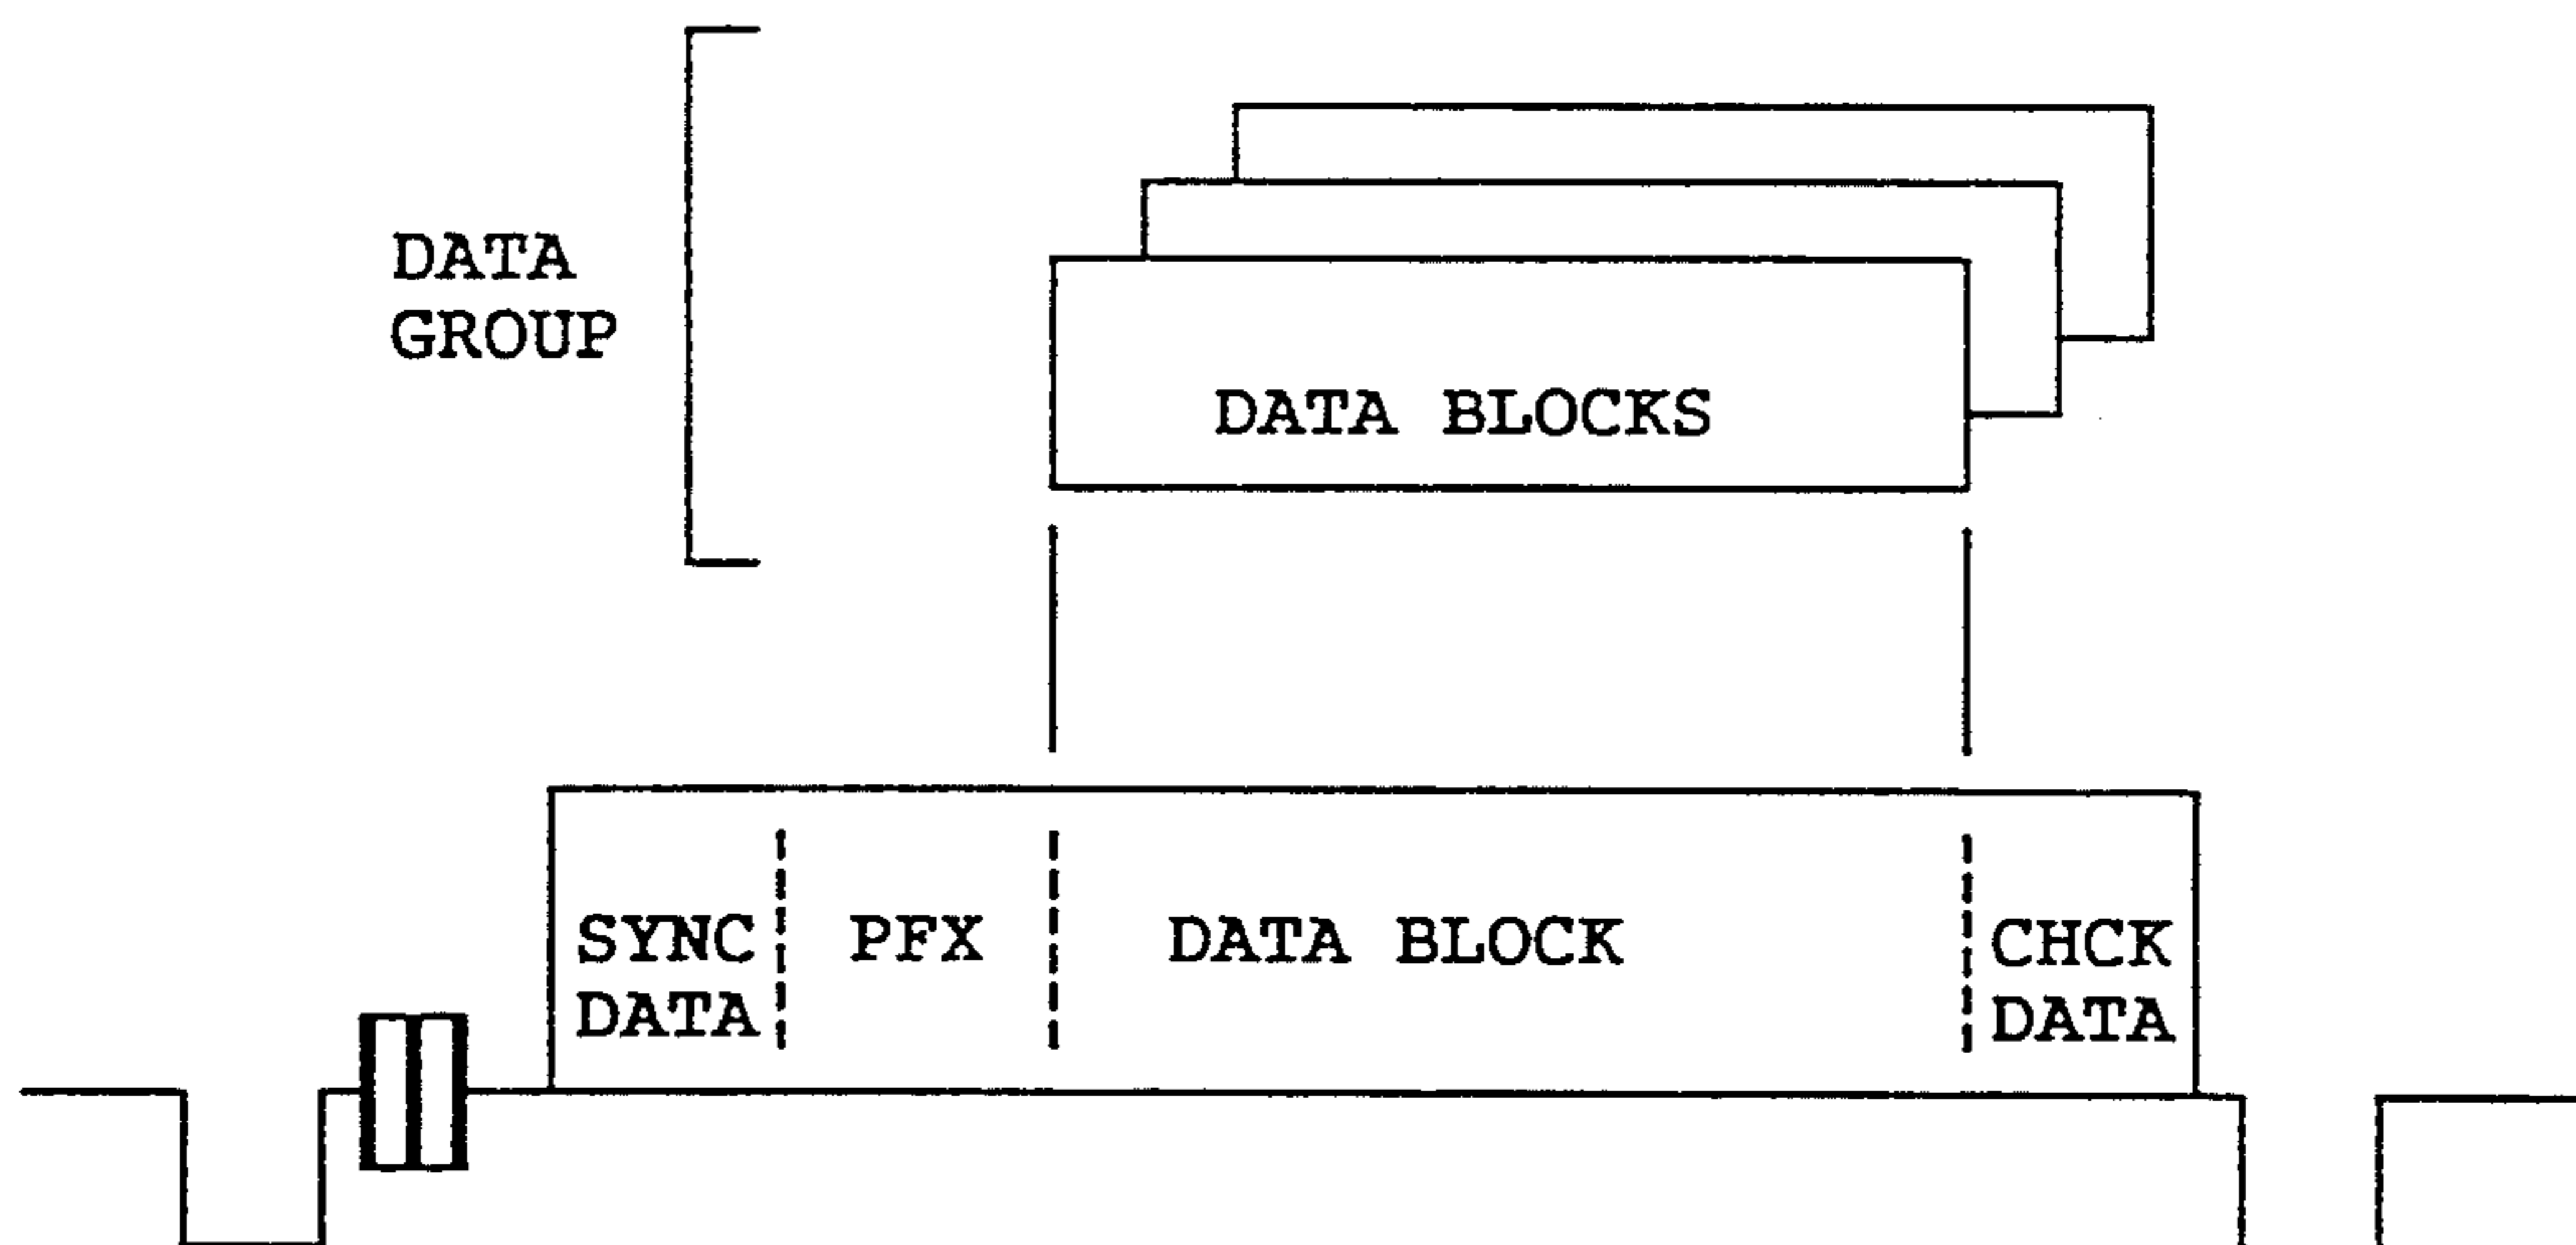 DATA
GROUP
DATA BLOCKS
SYNC
DATA
PFX
DATA BLOCK
CHCK
DATA